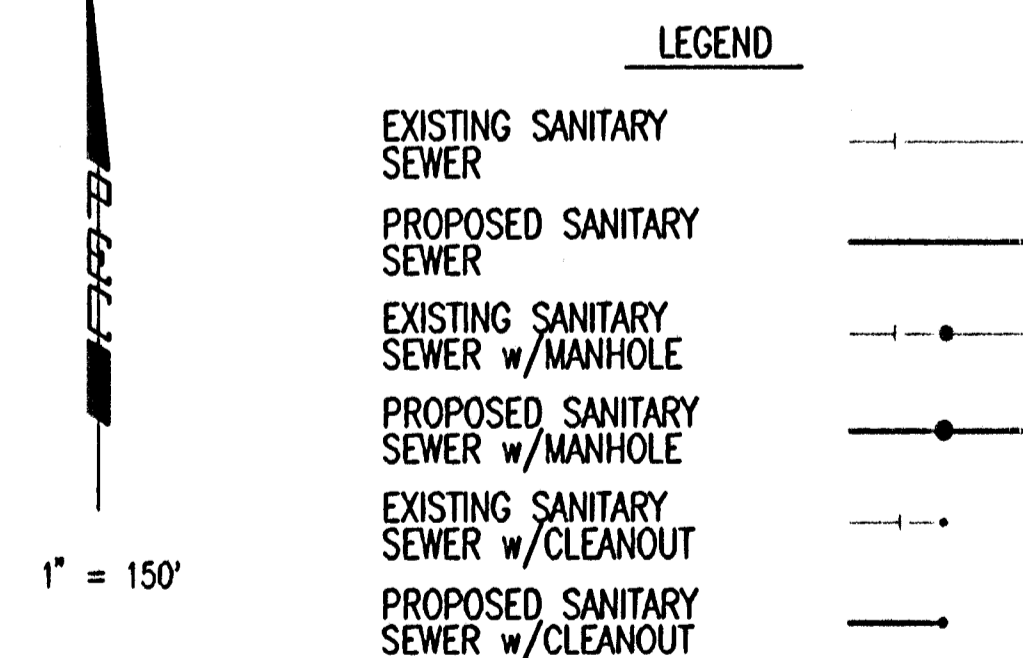 LEGEND
EXISTING SANITARY
SEWER
PROPOSED SANITARY
SEWER
EXISTING SANITARY
SEWER w/MANHOLE
PROPOSED SANITARY
SEWER w/MANHOLE
EXISTING SANITARY
SEWER w/CLEANOUT
PROPOSED SANITARY
SEWER w/CLEANOUT
1" = 150'